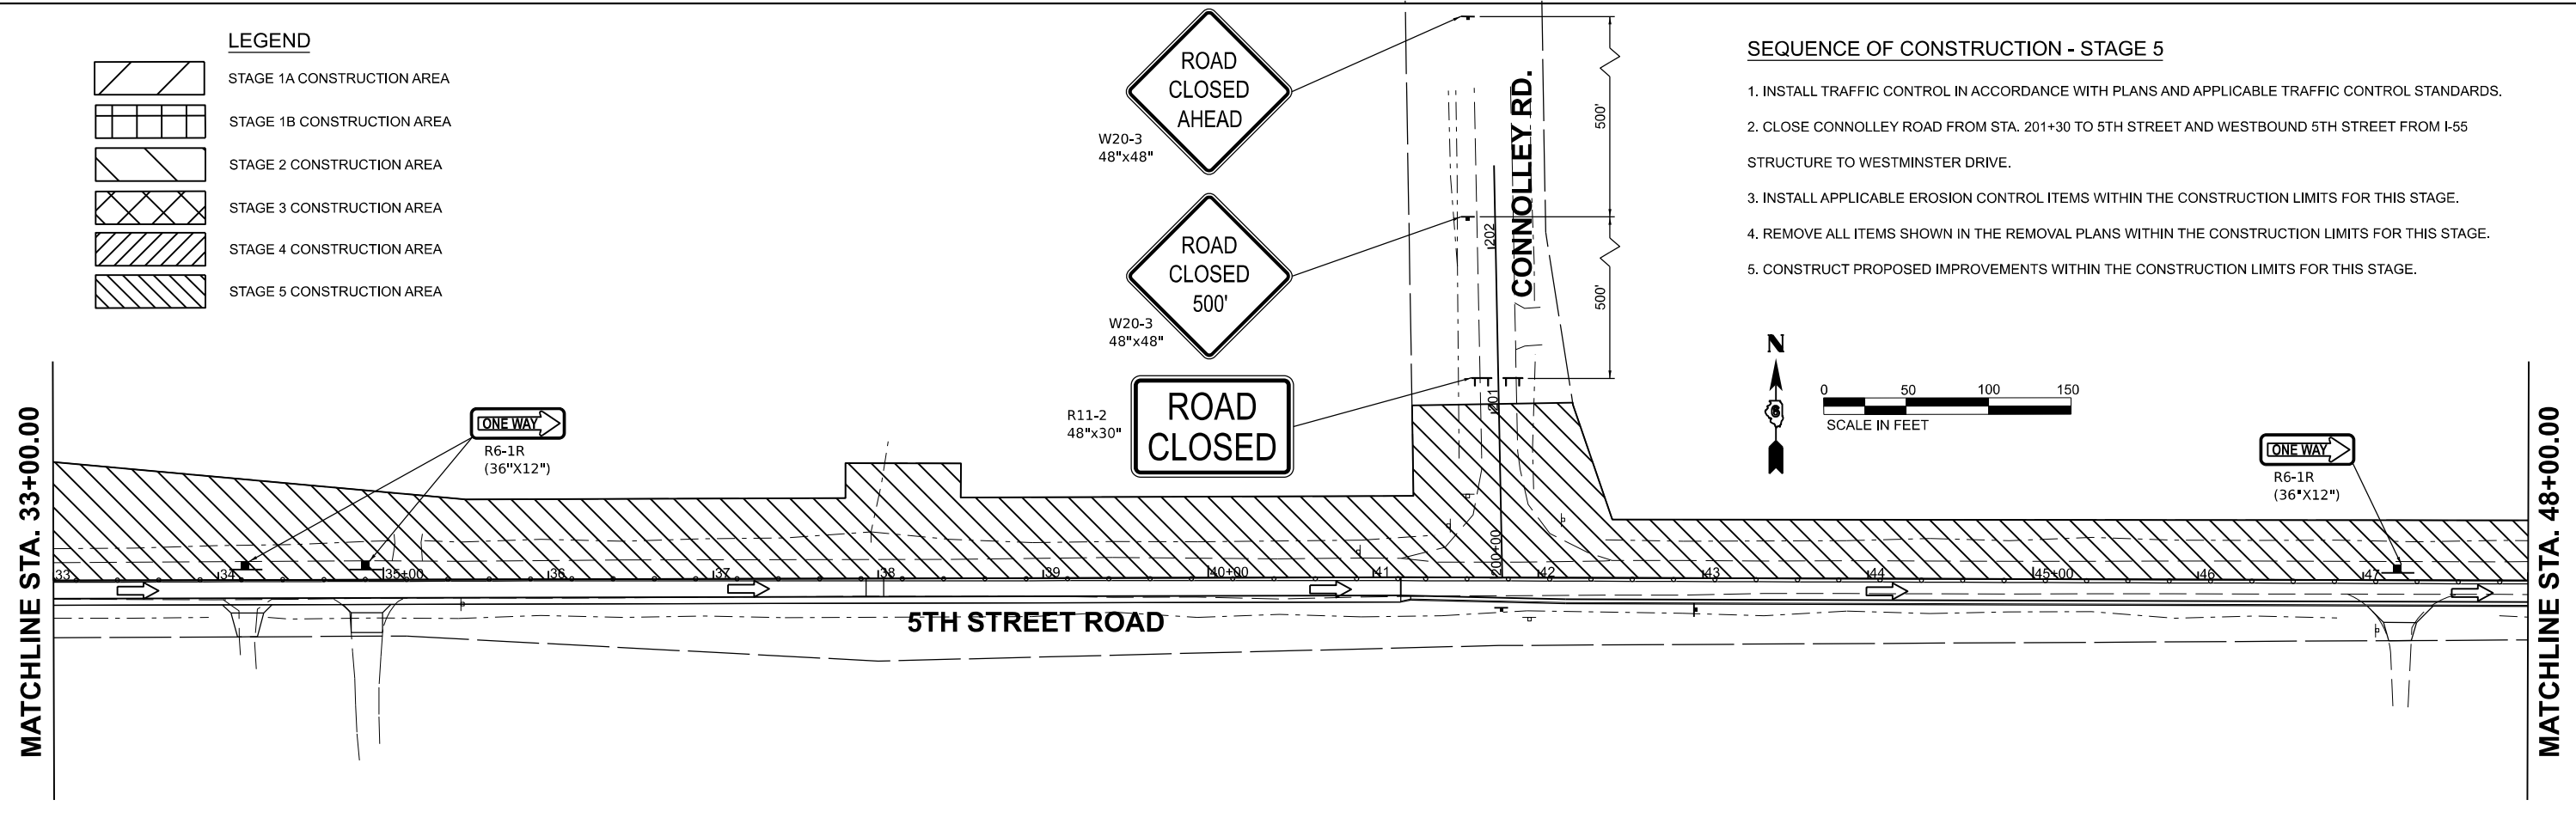 LEGEND
STAGE 1A CONSTRUCTION AREA
STAGE 1B CONSTRUCTION AREA
STAGE 2 CONSTRUCTION AREA
STAGE 3 CONSTRUCTION AREA
STAGE 4 CONSTRUCTION AREA
STAGE 5 CONSTRUCTION AREA
ROAD
CLOSED
AHEAD
W20-3
48"x48"
ROAD
CLOSED
500'
W20-3
48"x48"
ROAD
CLOSED
R11-2
48"x30"
500'
500'
CONNOLLEY RD.
202
201
200+00
SEQUENCE OF CONSTRUCTION - STAGE 5
1. INSTALL TRAFFIC CONTROL IN ACCORDANCE WITH PLANS AND APPLICABLE TRAFFIC CONTROL STANDARDS.
2. CLOSE CONNOLLEY ROAD FROM STA. 201+30 TO 5TH STREET AND WESTBOUND 5TH STREET FROM I-55
STRUCTURE TO WESTMINSTER DRIVE.
3. INSTALL APPLICABLE EROSION CONTROL ITEMS WITHIN THE CONSTRUCTION LIMITS FOR THIS STAGE.
4. REMOVE ALL ITEMS SHOWN IN THE REMOVAL PLANS WITHIN THE CONSTRUCTION LIMITS FOR THIS STAGE.
5. CONSTRUCT PROPOSED IMPROVEMENTS WITHIN THE CONSTRUCTION LIMITS FOR THIS STAGE.
N
0 50 100 150
SCALE IN FEET
MATCHLINE STA. 33+00.00
ONE WAY
R6-1R
(36"X12")
ONE WAY
R6-1R
(36"X12")
33 34 35+00 36 37 38 39 40+00 41 42 43 44 45+00 46 47
5TH STREET ROAD
MATCHLINE STA. 48+00.00